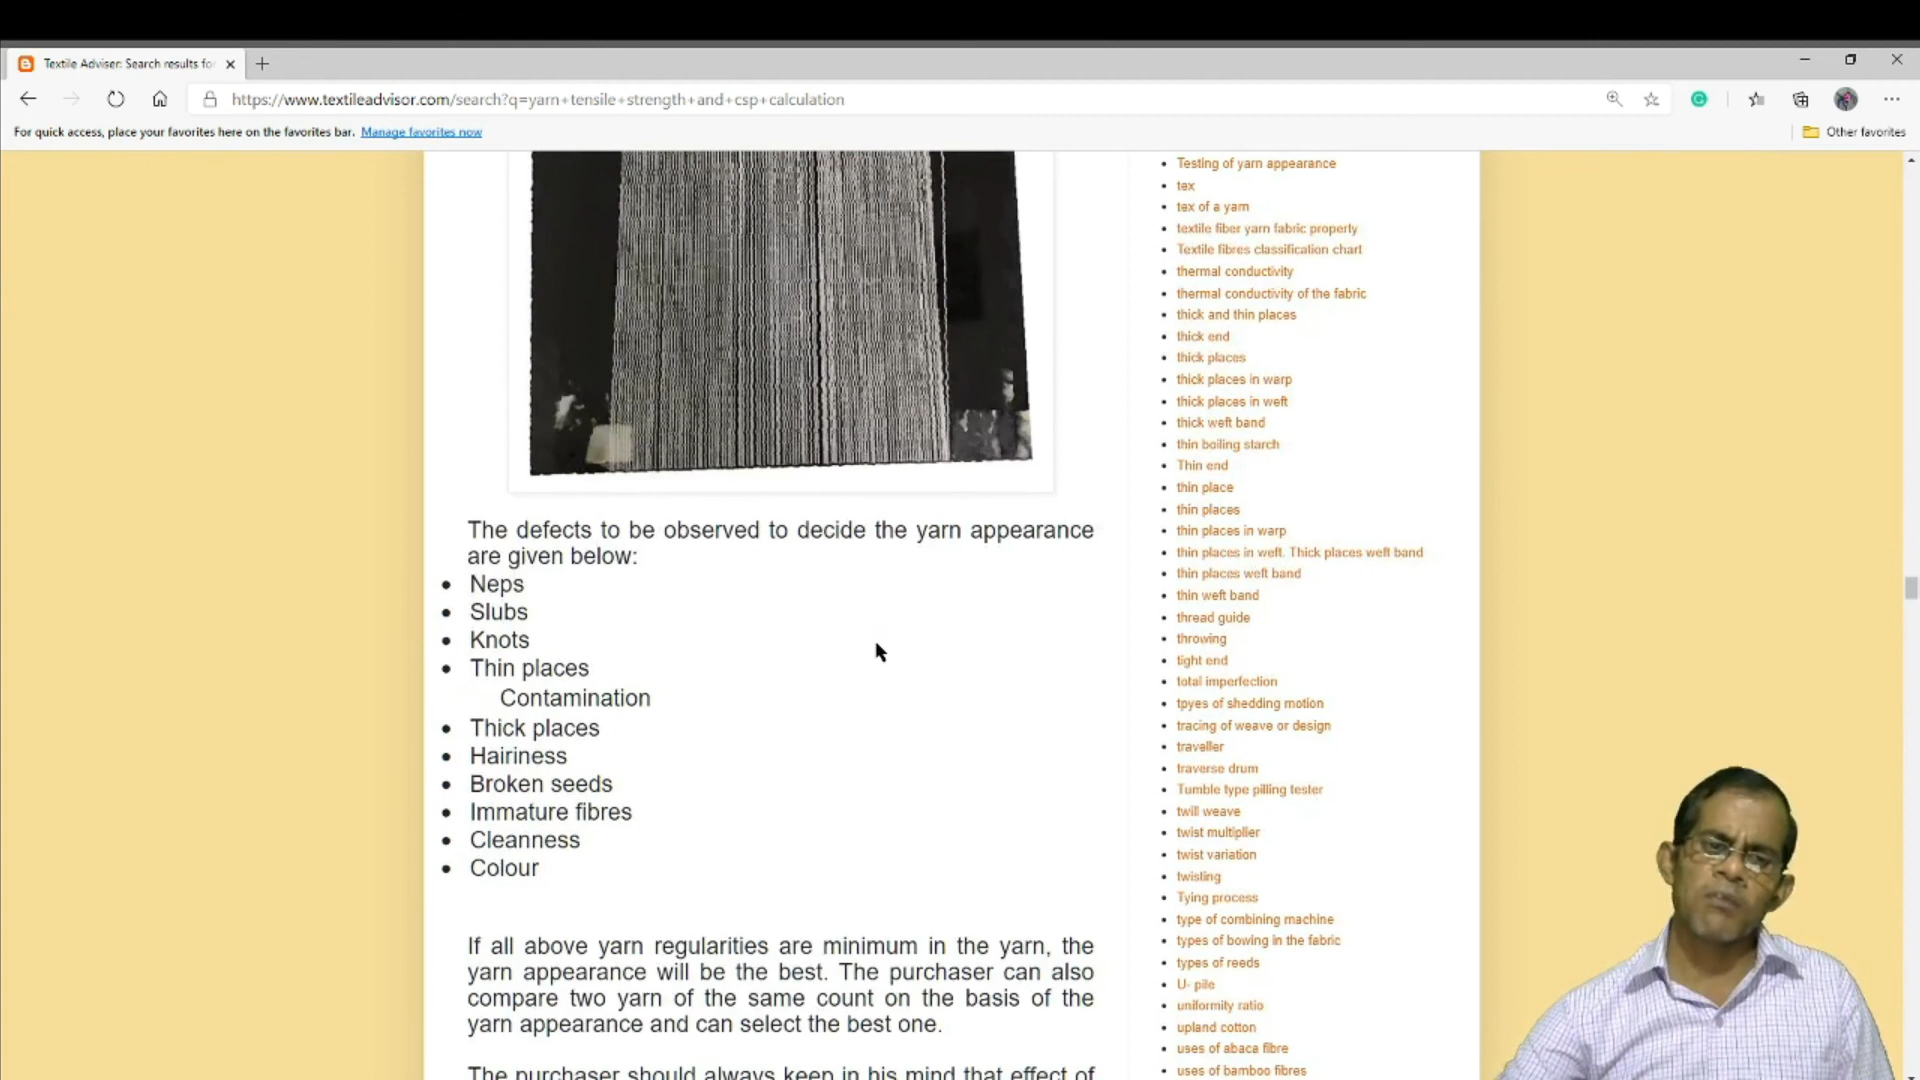 Textile Adviser: Search results for
https://www.textileadvisor.com/search?q=yarn+tensile+strength+and+csp+calculation
For quick access, place your favorites here on the favorites bar. Manage favorites now
Other favorites
The defects to be observed to decide the yarn appearance
are given below:
• Neps
• Slubs
• Knots
• Thin places
Contamination
• Thick places
• Hairiness
• Broken seeds
• Immature fibres
• Cleanness
• Colour
If all above yarn regularities are minimum in the yarn, the
yarn appearance will be the best. The purchaser can also
compare two yarn of the same count on the basis of the
yarn appearance and can select the best one.
The purchaser should always keep in his mind that effect of
• Testing of yarn appearance
• tex
• tex of a yarn
• textile fiber yarn fabric property
• Textile fibres classification chart
• thermal conductivity
• thermal conductivity of the fabric
• thick and thin places
• thick end
• thick places
• thick places in warp
• thick places in weft
• thick weft band
• thin boiling starch
• Thin end
• thin place
• thin places
• thin places in warp
• thin places in weft. Thick places weft band
• thin places weft band
• thin weft band
• thread guide
• throwing
• tight end
• total imperfection
• tpyes of shedding motion
• tracing of weave or design
• traveller
• traverse drum
• Tumble type pilling tester
• twill weave
• twist multiplier
• twist variation
• twisting
• Tying process
• type of combining machine
• types of bowing in the fabric
• types of reeds
• U- pile
• uniformity ratio
• upland cotton
• uses of abaca fibre
• uses of bamboo fibres